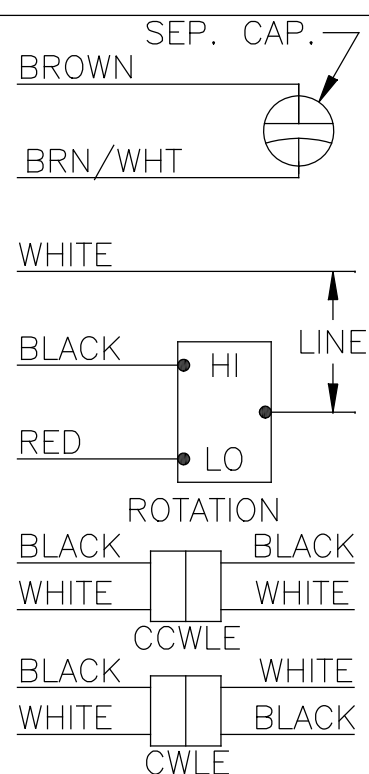 SEP. CAP.
BROWN
BRN/WHT
WHITE
LINE
BLACK
HI
RED
LO
ROTATION
BLACK BLACK
WHITE WHITE
CCWLE
BLACK WHITE
WHITE BLACK
CWLE